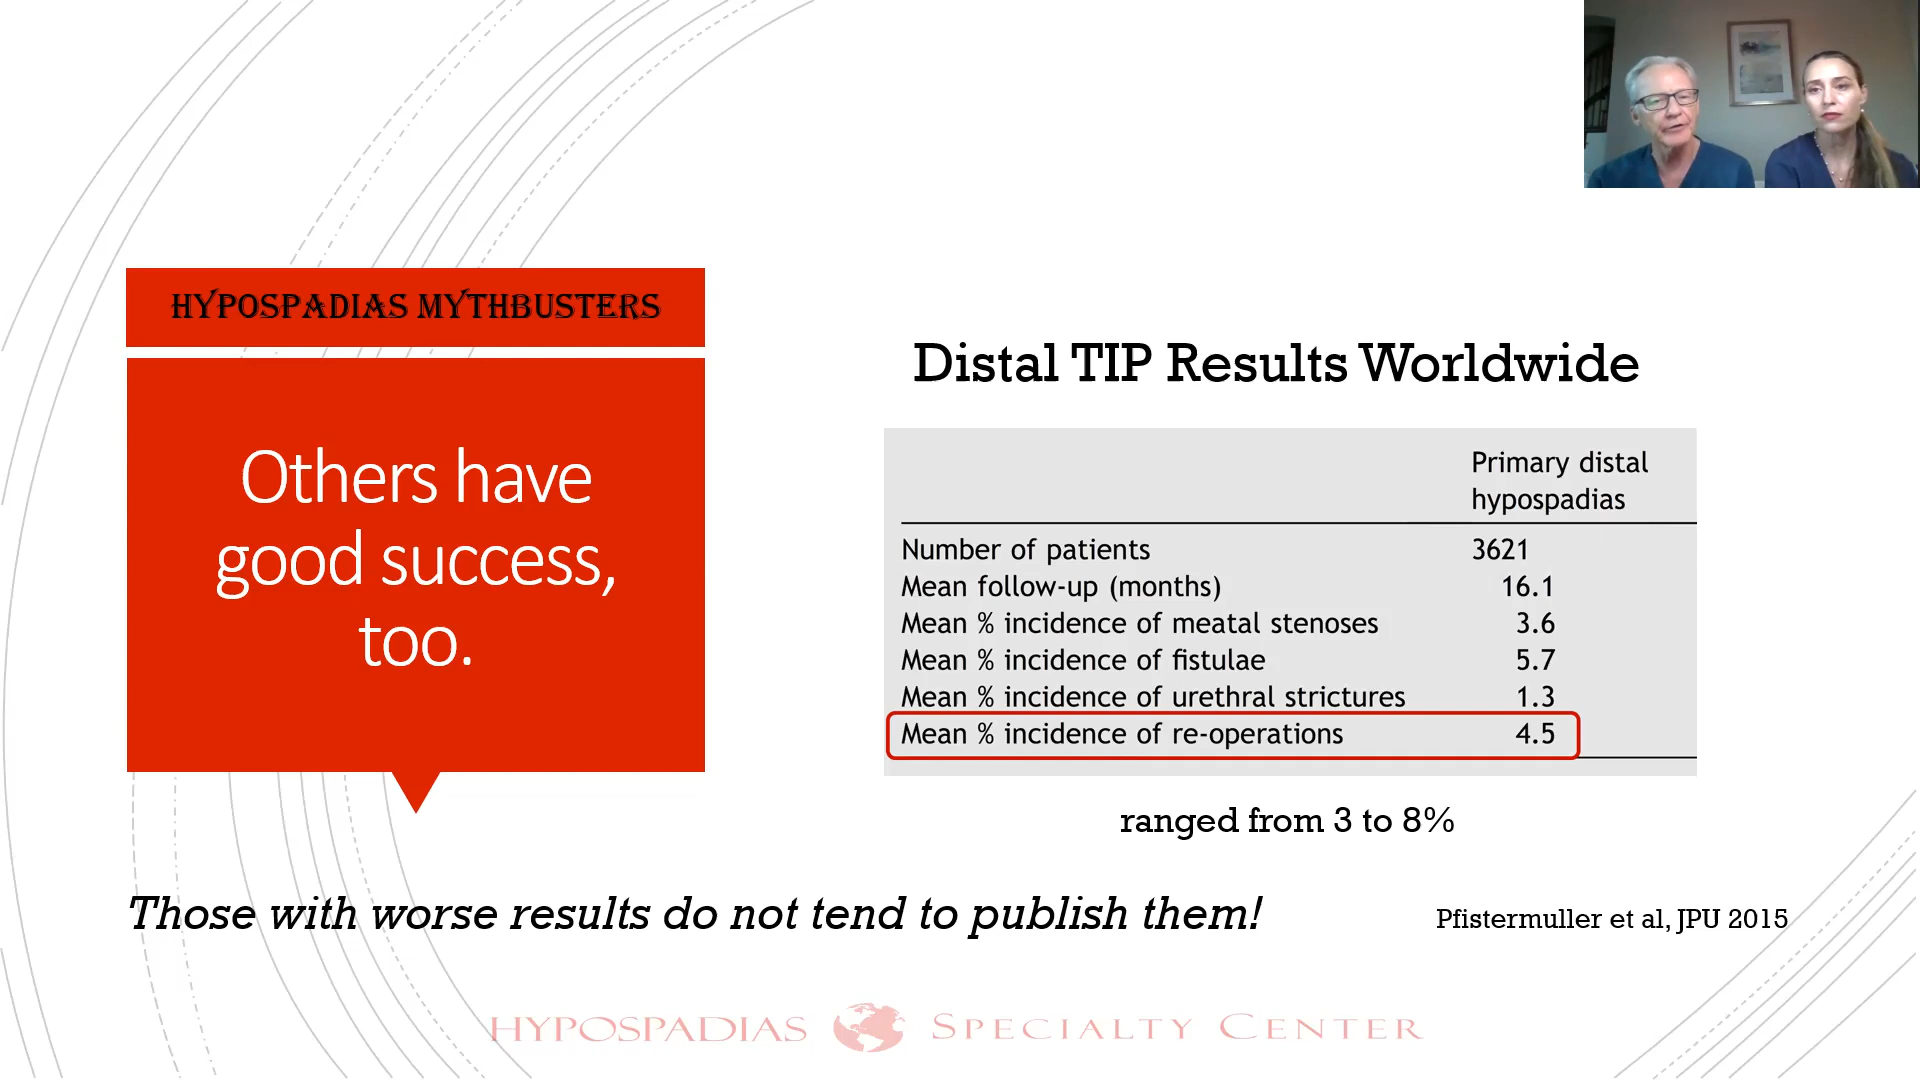 HYPOSPADIAS MYTHBUSTERS
Others have
good success,
too.
Distal TIP Results Worldwide
Primary distal
hypospadias
Number of patients 3621
Mean follow-up (months) 16.1
Mean % incidence of meatal stenoses 3.6
Mean % incidence of fistulae 5.7
Mean % incidence of urethral strictures 1.3
Mean % incidence of re-operations 4.5
ranged from 3 to 8%
Those with worse results do not tend to publish them!
Pfistermuller et al, JPU 2015
HYPOSPADIAS SPECIALTY CENTER